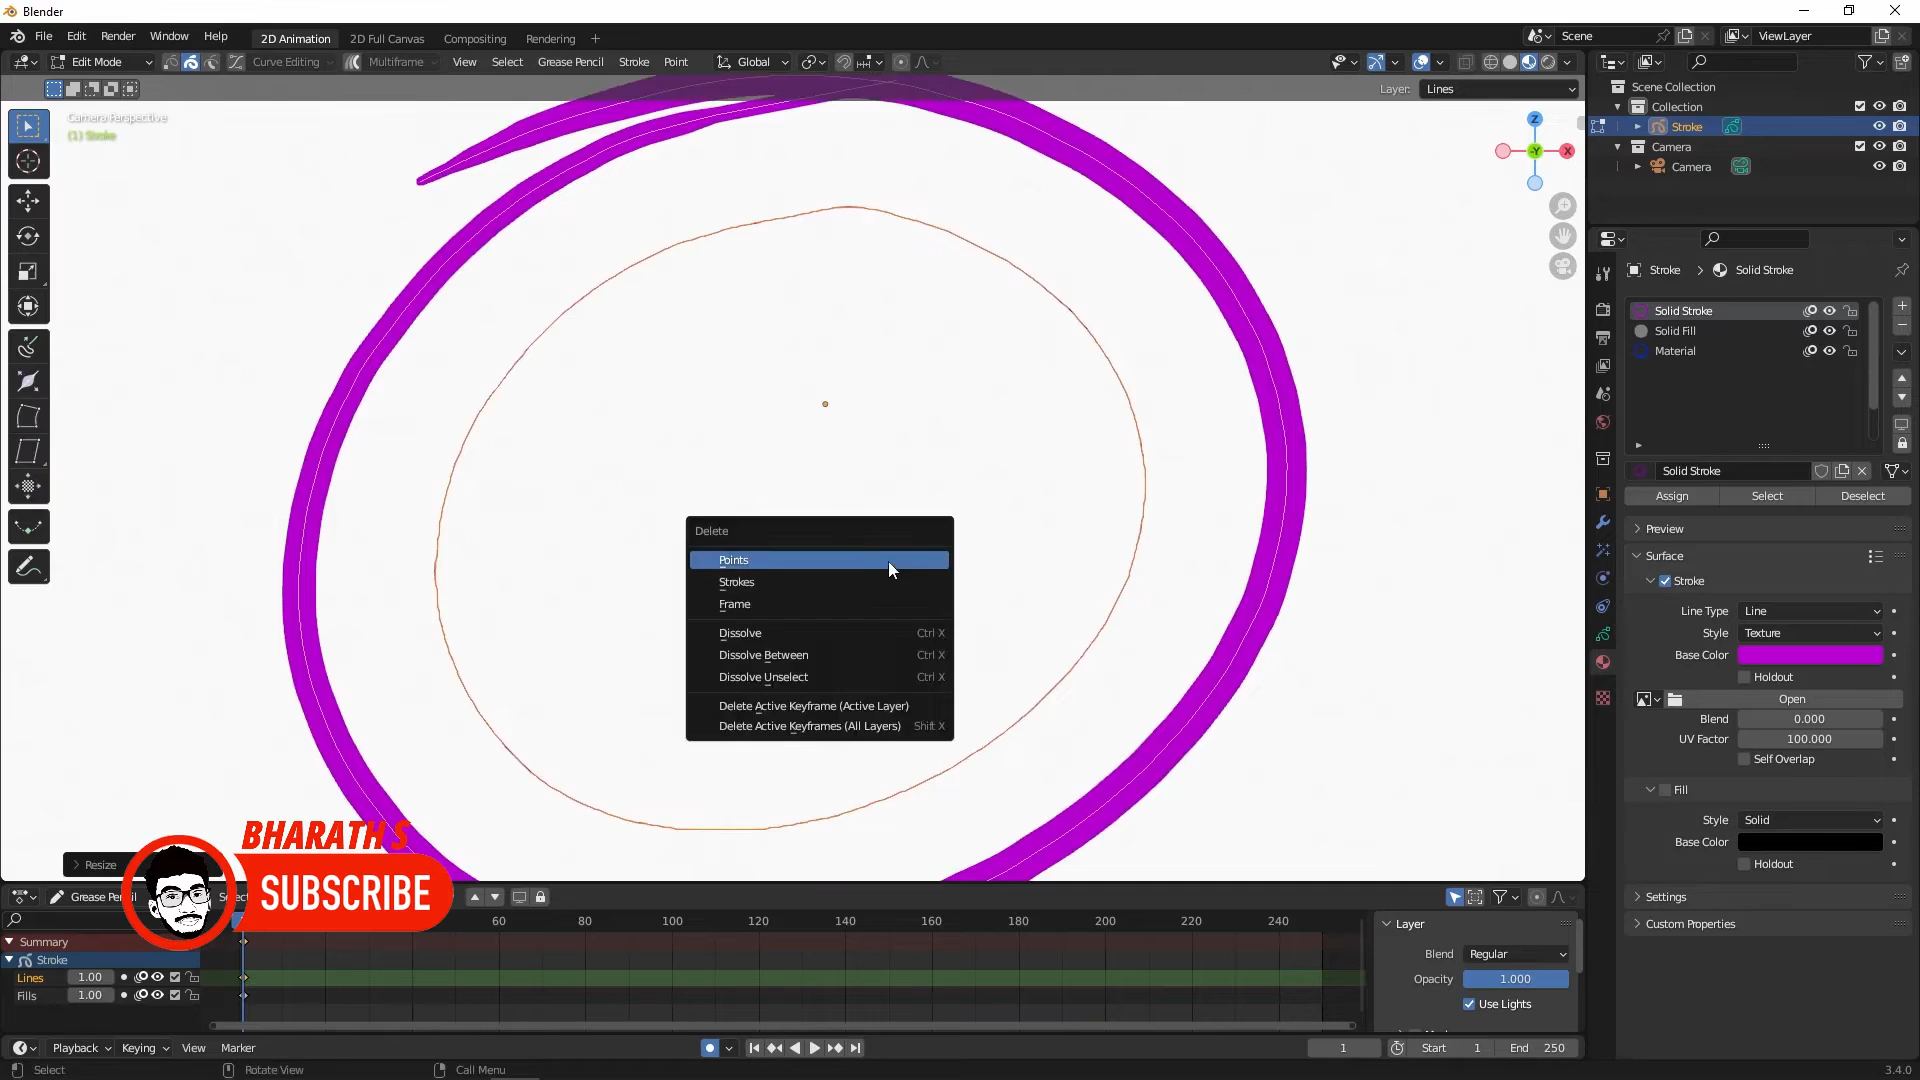 Blender
File Edit Render Window Help 2D Animation 2D Full Canvas Compositing Rendering + Scene ViewLayer
Edit Mode Curve Editing Multiframe View Select Grease Pencil Stroke Point Global
Layer: Lines
Camera Perspective
(1) Stroke
Z
-Y
X
Scene Collection
Collection
Stroke
Camera
Camera
Stroke > Solid Stroke
Solid Stroke
Solid Fill
Material
Solid Stroke
Assign Select Deselect
Preview
Surface
Stroke
Line Type Line
Style Texture
Base Color
Holdout
Open
Blend 0.000
UV Factor 100.000
Self Overlap
Fill
Style Solid
Base Color
Holdout
Settings
Custom Properties
Delete
Points
Strokes
Frame
Dissolve Ctrl X
Dissolve Between Ctrl X
Dissolve Unselect Ctrl X
Delete Active Keyframe (Active Layer)
Delete Active Keyframes (All Layers) Shift X
Resize
BHARATH S
SUBSCRIBE
Grease Pencil
60 80 100 120 140 160 180 200 220 240
Summary
Stroke
Lines 1.00
Fills 1.00
Layer
Blend Regular
Opacity 1.000
Use Lights
Playback Keying View Marker 1 Start 1 End 250
Select Rotate View Call Menu 3.4.0